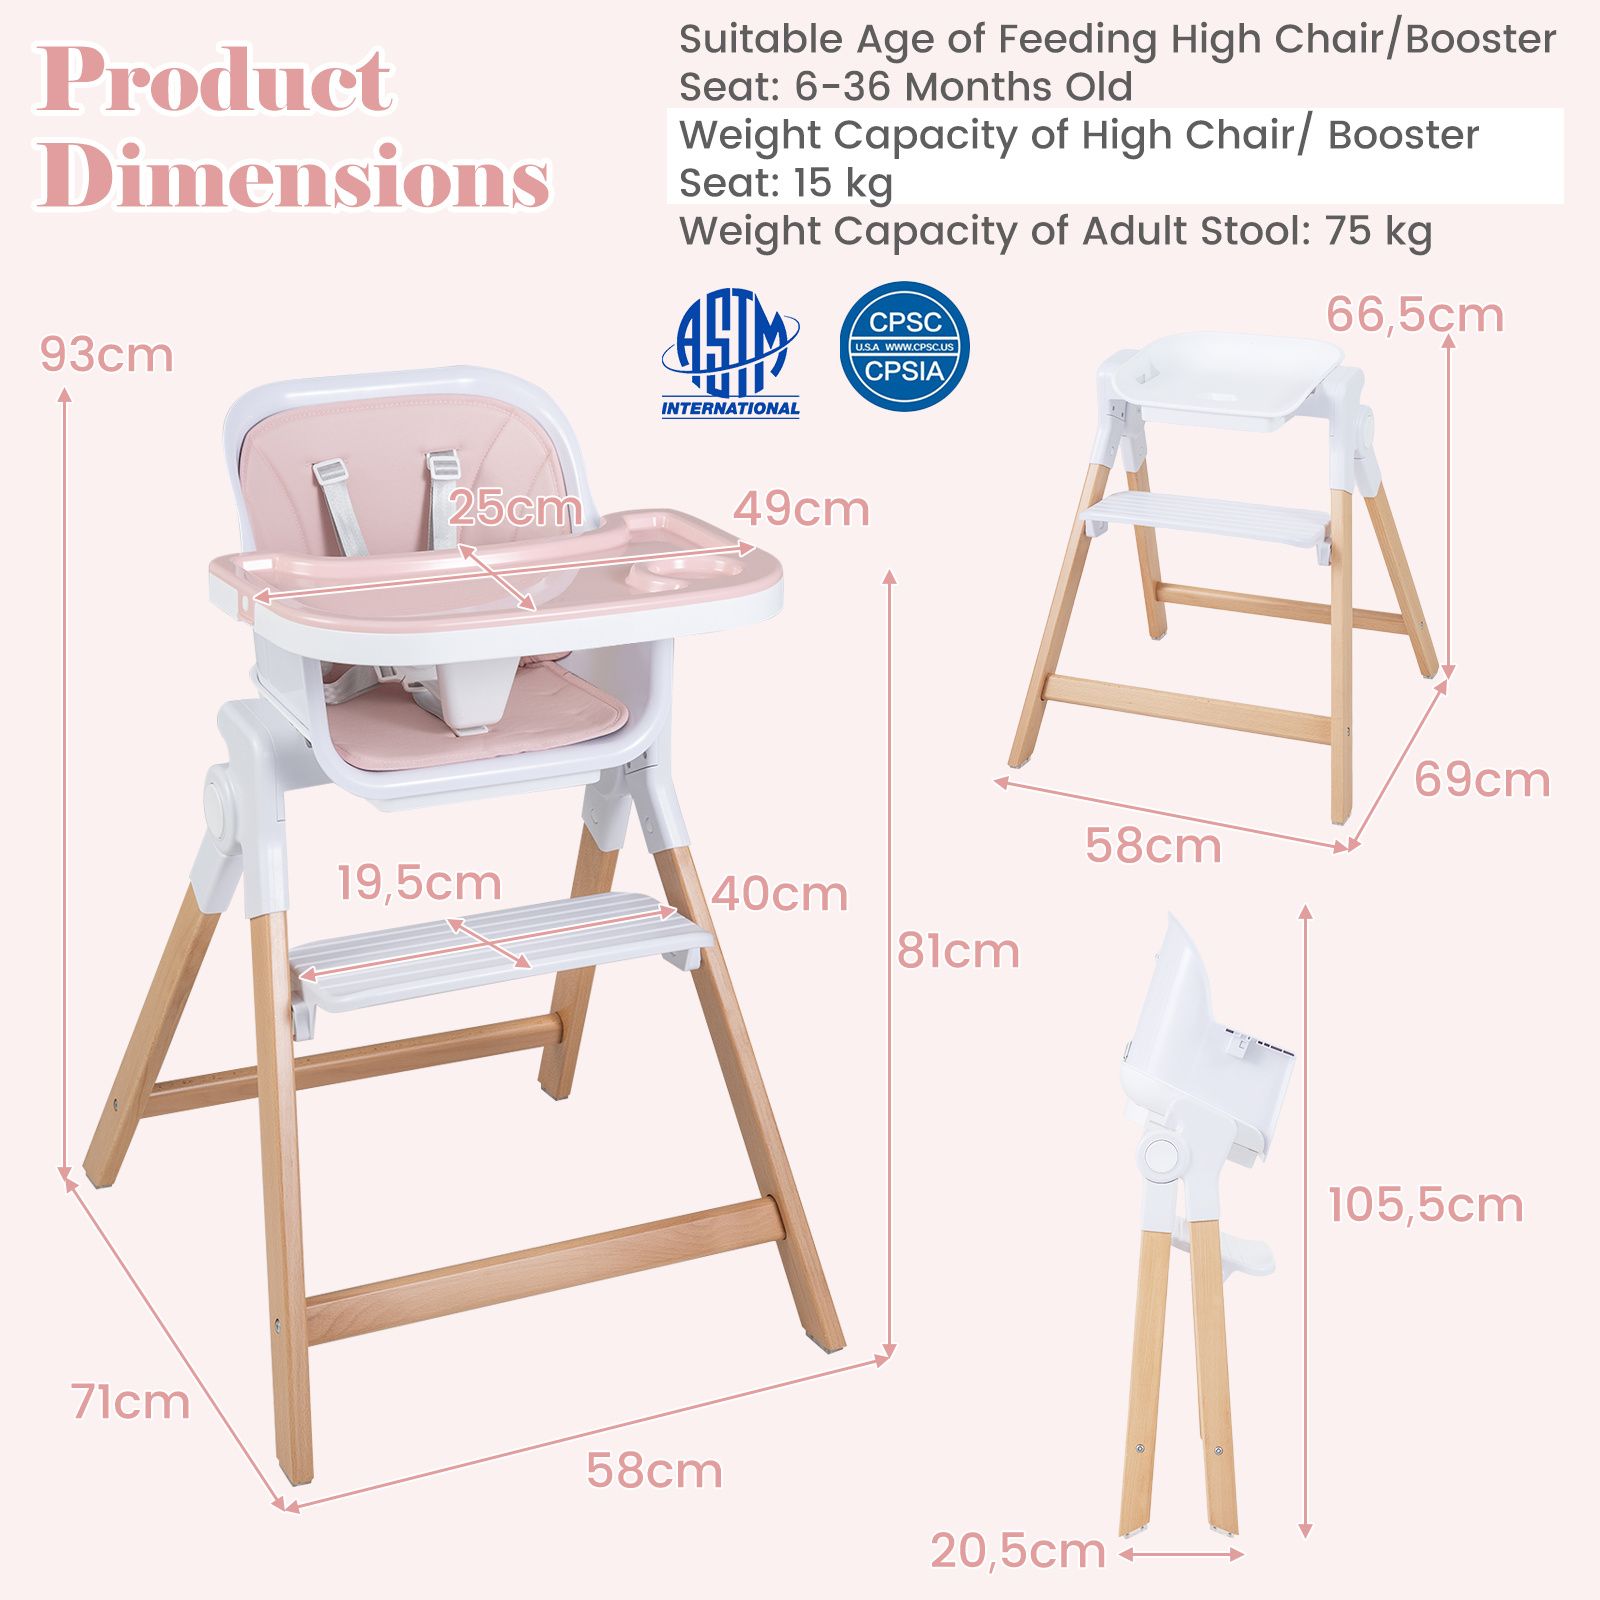 Product
Dimensions
Suitable Age of Feeding High Chair/Booster
Seat: 6-36 Months Old
Weight Capacity of High Chair/ Booster
Seat: 15 kg
Weight Capacity of Adult Stool: 75 kg
ASTM
INTERNATIONAL
CPSC
U.S.A WWW.CPSC.US
CPSIA
66,5cm
93cm
25cm
49cm
69cm
58cm
19,5cm
40cm
81cm
105,5cm
71cm
58cm
20,5cm